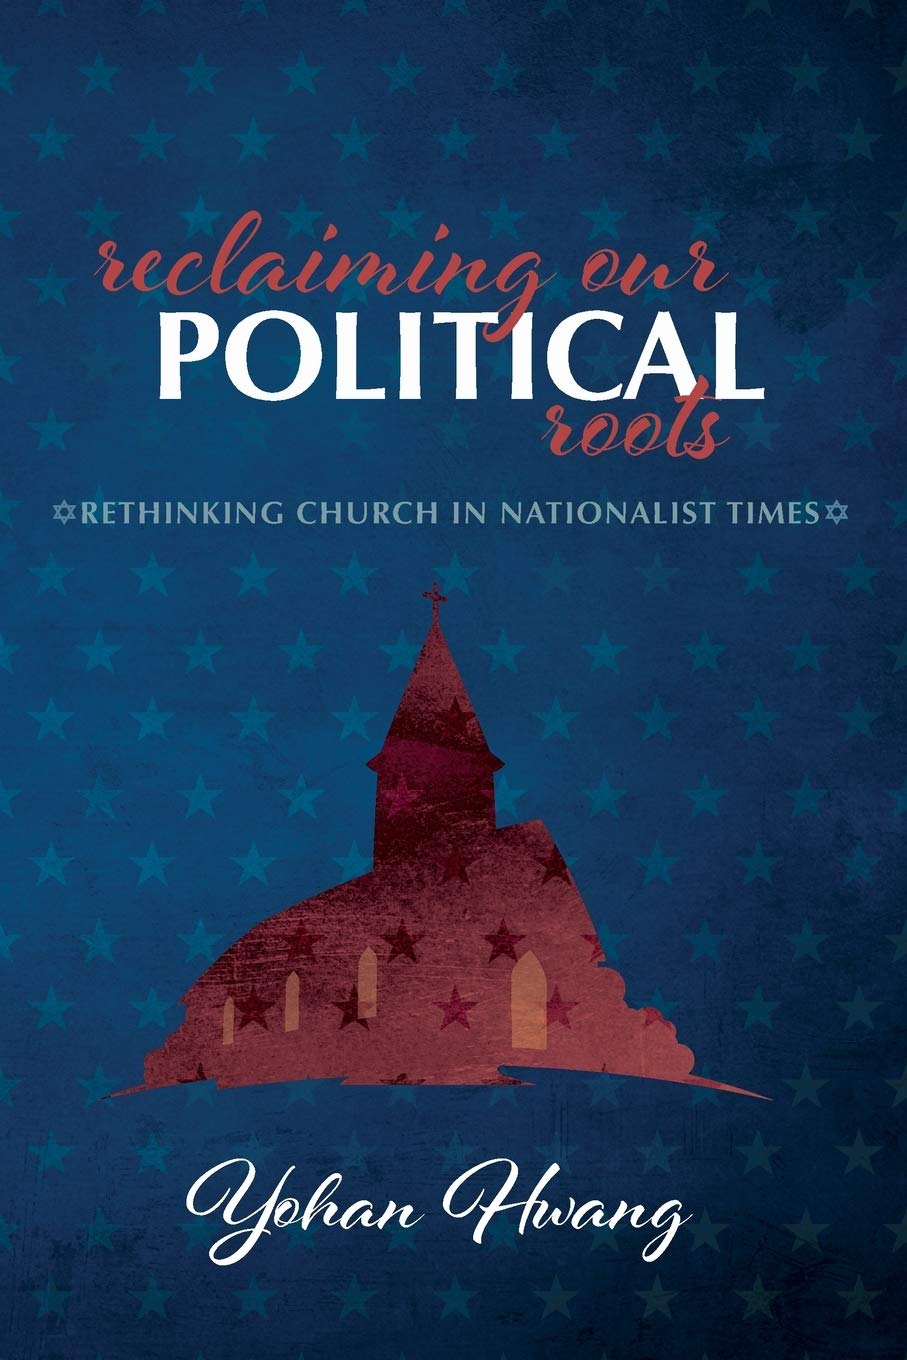 reclaiming our
POLITICAL
roots
✡RETHINKING CHURCH IN NATIONALIST TIMES✡
Yohan Hwang